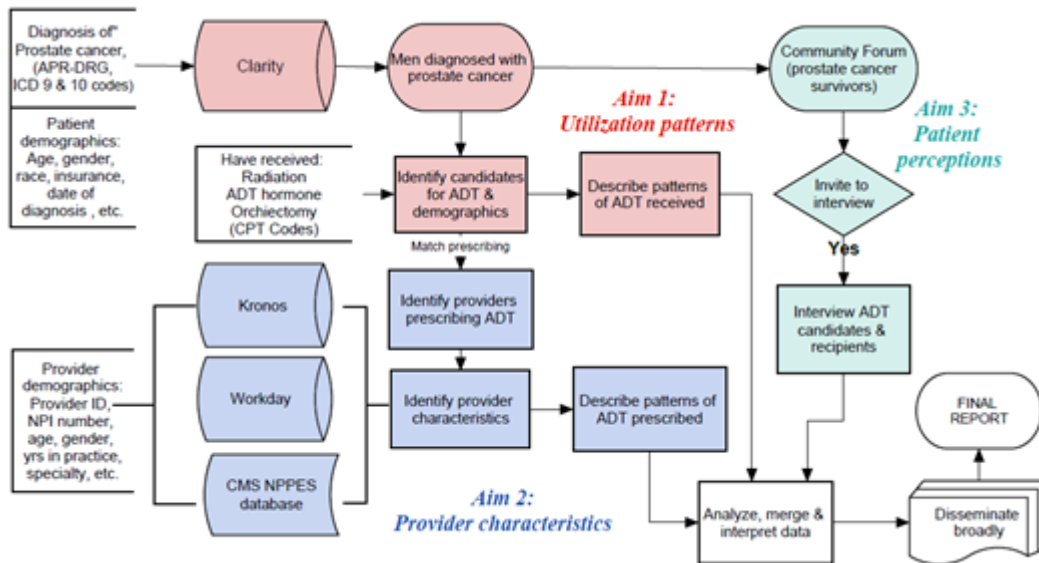 Diagnosis of"
Prostate cancer,
(APR-DRG,
ICD 9 & 10 codes)
Patient
demographics:
Age, gender,
race, insurance,
date of
diagnosis , etc.
Clarity
Men diagnosed with
prostate cancer
Community Forum
(prostate cancer
survivors)
Aim 1:
Utilization patterns
Aim 3:
Patient
perceptions
Have received:
Radiation
ADT hormone
Orchiectomy
(CPT Codes)
Identify candidates
for ADT &
demographics
Describe patterns
of ADT received
Invite to
interview
Match prescribing
Yes
Kronos
Identify providers
prescribing ADT
Interview ADT
candidates &
recipients
Provider
demographics:
Provider ID,
NPI number,
age, gender,
yrs in practice,
specialty, etc.
Workday
Identify provider
characteristics
Describe patterns of
ADT prescribed
FINAL
REPORT
CMS NPPES
database
Aim 2:
Provider characteristics
Analyze, merge &
interpret data
Disseminate
broadly